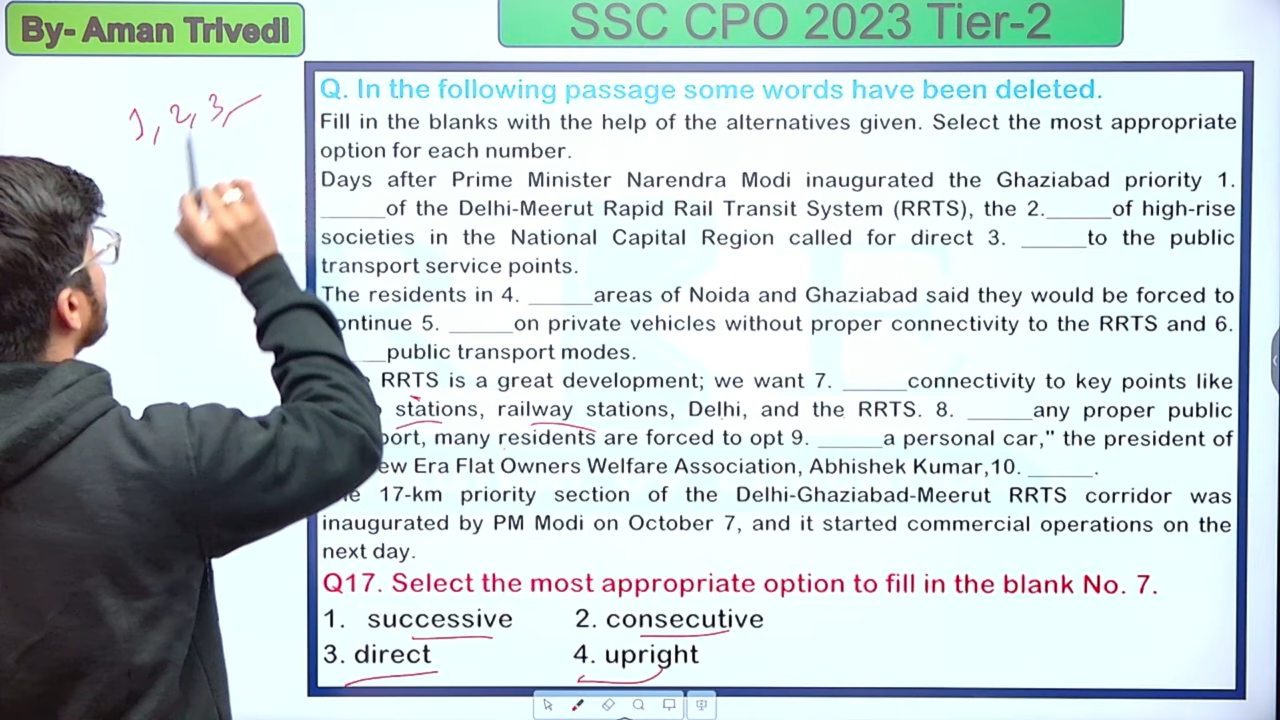 By- Aman Trivedi
SSC CPO 2023 Tier-2
1, 2, 3,
Q. In the following passage some words have been deleted.
Fill in the blanks with the help of the alternatives given. Select the most appropriate
option for each number.
Days after Prime Minister Narendra Modi inaugurated the Ghaziabad priority 1.
_____of the Delhi-Meerut Rapid Rail Transit System (RRTS), the 2._____of high-rise
societies in the National Capital Region called for direct 3. _____to the public
transport service points.
The residents in 4. _____areas of Noida and Ghaziabad said they would be forced to
ontinue 5. _____on private vehicles without proper connectivity to the RRTS and 6.
__public transport modes.
RRTS is a great development; we want 7. _____connectivity to key points like
stations, railway stations, Delhi, and the RRTS. 8. _____any proper public
port, many residents are forced to opt 9. _____a personal car," the president of
ew Era Flat Owners Welfare Association, Abhishek Kumar,10. _____.
e 17-km priority section of the Delhi-Ghaziabad-Meerut RRTS corridor was
inaugurated by PM Modi on October 7, and it started commercial operations on the
next day.
Q17. Select the most appropriate option to fill in the blank No. 7.
1. successive 2. consecutive
3. direct 4. upright